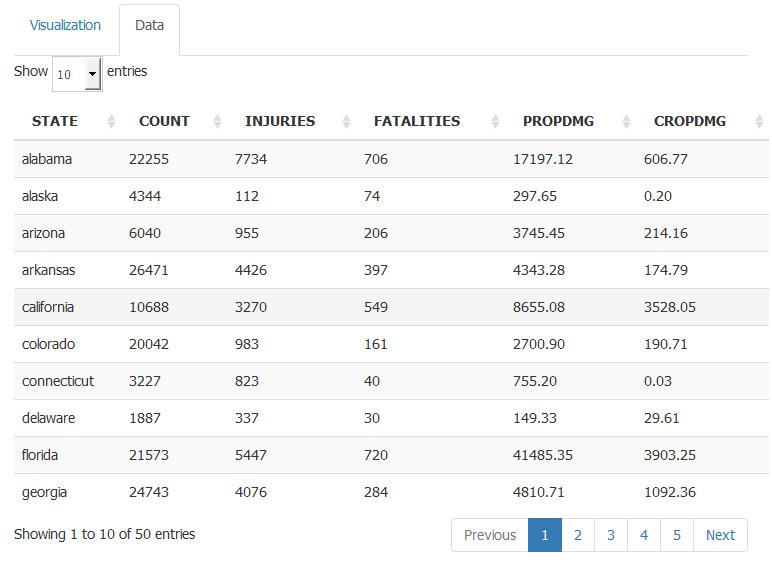 Visualization Data
Show 10 entries
STATE COUNT INJURIES FATALITIES PROPDMG CROPDMG
alabama 22255 7734 706 17197.12 606.77
alaska 4344 112 74 297.65 0.20
arizona 6040 955 206 3745.45 214.16
arkansas 26471 4426 397 4343.28 174.79
california 10688 3270 549 8655.08 3528.05
colorado 20042 983 161 2700.90 190.71
connecticut 3227 823 40 755.20 0.03
delaware 1887 337 30 149.33 29.61
florida 21573 5447 720 41485.35 3903.25
georgia 24743 4076 284 4810.71 1092.36
Showing 1 to 10 of 50 entries Previous 1 2 3 4 5 Next